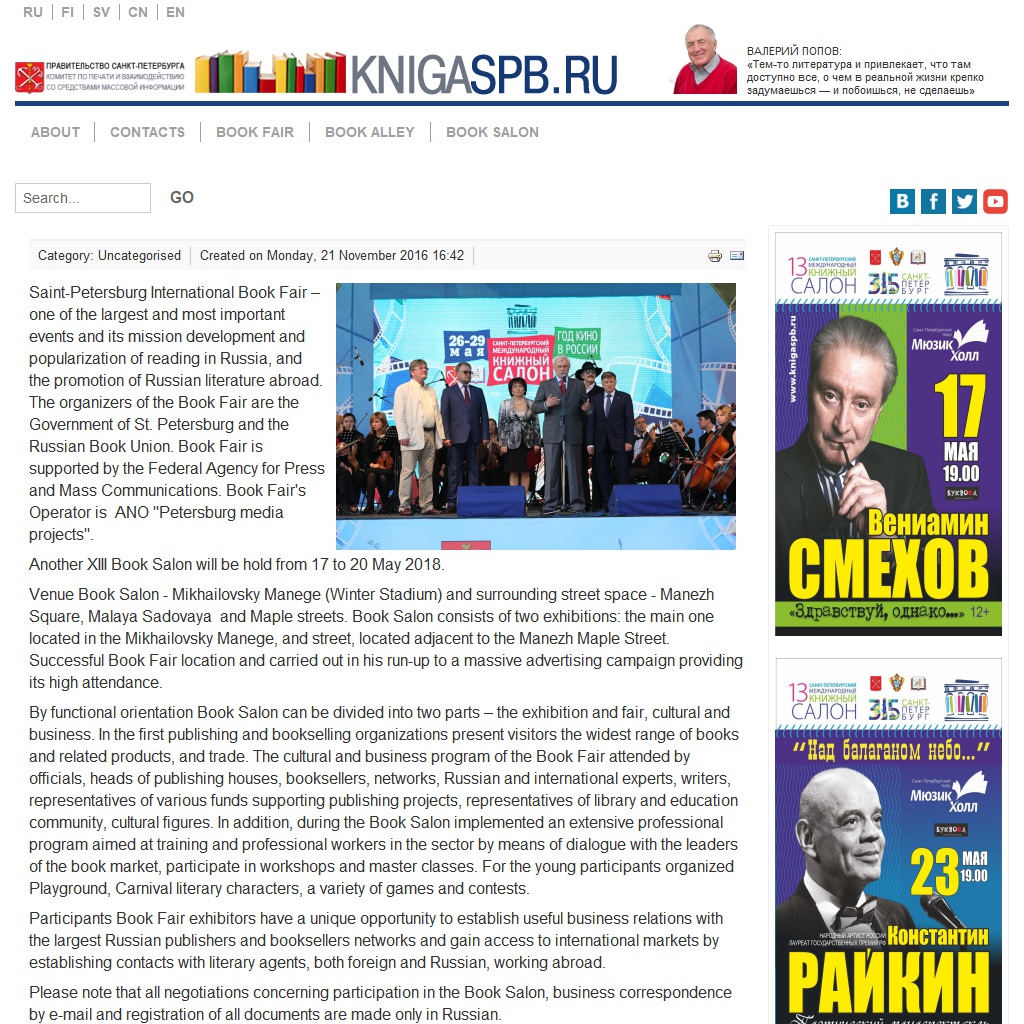 RU | FI | SV | CN | EN
ПРАВИТЕЛЬСТВО САНКТ-ПЕТЕРБУРГА
КОМИТЕТ ПО ПЕЧАТИ И ВЗАИМОДЕЙСТВИЮ
СО СРЕДСТВАМИ МАССОВОЙ ИНФОРМАЦИИ
KNIGASPB.RU
ВАЛЕРИЙ ПОПОВ:
«Тем-то литература и привлекает, что там
доступно все, о чем в реальной жизни крепко
задумаешься — и побоишься, не сделаешь»
ABOUT | CONTACTS | BOOK FAIR | BOOK ALLEY | BOOK SALON
Search... GO
Category: Uncategorised | Created on Monday, 21 November 2016 16:42
Saint-Petersburg International Book Fair –
one of the largest and most important
events and its mission development and
popularization of reading in Russia, and
the promotion of Russian literature abroad.
The organizers of the Book Fair are the
Government of St. Petersburg and the
Russian Book Union. Book Fair is
supported by the Federal Agency for Press
and Mass Communications. Book Fair's
Operator is  ANO "Petersburg media
projects".
26-29
мая
САНКТ-ПЕТЕРБУРГСКИЙ
МЕЖДУНАРОДНЫЙ
КНИЖНЫЙ
САЛОН
ГОД КИНО
В РОССИИ
Another XIII Book Salon will be hold from 17 to 20 May 2018.
Venue Book Salon - Mikhailovsky Manege (Winter Stadium) and surrounding street space - Manezh
Square, Malaya Sadovaya  and Maple streets. Book Salon consists of two exhibitions: the main one
located in the Mikhailovsky Manege, and street, located adjacent to the Manezh Maple Street.
Successful Book Fair location and carried out in his run-up to a massive advertising campaign providing
its high attendance.
By functional orientation Book Salon can be divided into two parts – the exhibition and fair, cultural and
business. In the first publishing and bookselling organizations present visitors the widest range of books
and related products, and trade. The cultural and business program of the Book Fair attended by
officials, heads of publishing houses, booksellers, networks, Russian and international experts, writers,
representatives of various funds supporting publishing projects, representatives of library and education
community, cultural figures. In addition, during the Book Salon implemented an extensive professional
program aimed at training and professional workers in the sector by means of dialogue with the leaders
of the book market, participate in workshops and master classes. For the young participants organized
Playground, Carnival literary characters, a variety of games and contests.
Participants Book Fair exhibitors have a unique opportunity to establish useful business relations with
the largest Russian publishers and booksellers networks and gain access to international markets by
establishing contacts with literary agents, both foreign and Russian, working abroad.
Please note that all negotiations concerning participation in the Book Salon, business correspondence
by e-mail and registration of all documents are made only in Russian.
13 САНКТ-ПЕТЕРБУРГСКИЙ
МЕЖДУНАРОДНЫЙ
КНИЖНЫЙ
САЛОН
315 САНКТ-
ПЕТЕР
БУРГ
www.knigaspb.ru
Санкт-Петербургский
театр
Мюзик
Холл
17
МАЯ
19.00
БУКВОЕД
Вениамин
СМЕХОВ
«Здравствуй, однако...» 12+
13 САНКТ-ПЕТЕРБУРГСКИЙ
МЕЖДУНАРОДНЫЙ
КНИЖНЫЙ
САЛОН
315 САНКТ-
ПЕТЕР
БУРГ
“Над балаганом небо...”
Санкт-Петербургский
театр
Мюзик
Холл
БУКВОЕД
23 МАЯ
19.00
НАРОДНЫЙ АРТИСТ РОССИИ
ЛАУРЕАТ ГОСУДАРСТВЕННЫХ ПРЕМИЙ РФ
Константин
РАЙКИН